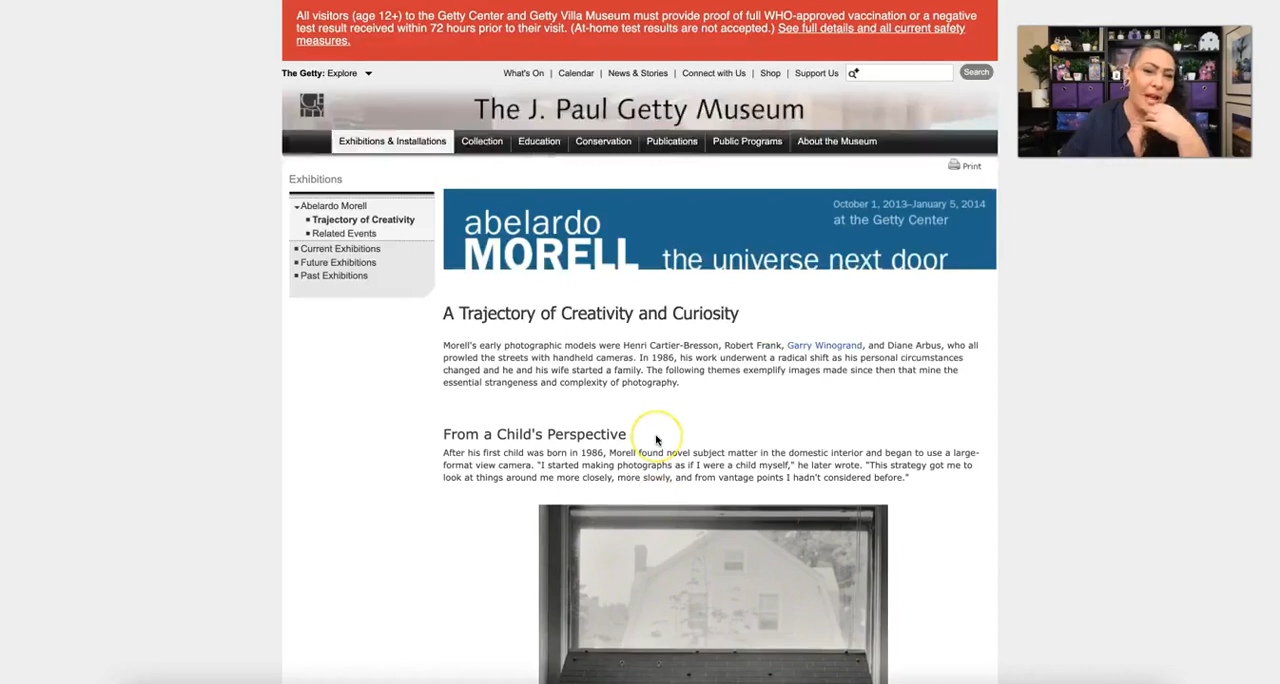 All visitors (age 12+) to the Getty Center and Getty Villa Museum must provide proof of full WHO-approved vaccination or a negative
test result received within 72 hours prior to their visit. (At-home test results are not accepted.) See full details and all current safety
measures.
The Getty: Explore
What's On | Calendar | News & Stories | Connect with Us | Shop | Support Us
Search
The J. Paul Getty Museum
Exhibitions & Installations | Collection | Education | Conservation | Publications | Public Programs | About the Museum
Print
Exhibitions
Abelardo Morell
Trajectory of Creativity
Related Events
Current Exhibitions
Future Exhibitions
Past Exhibitions
October 1, 2013–January 5, 2014
at the Getty Center
abelardo
MORELL the universe next door
A Trajectory of Creativity and Curiosity
Morell's early photographic models were Henri Cartier-Bresson, Robert Frank, Garry Winogrand, and Diane Arbus, who all
prowled the streets with handheld cameras. In 1986, his work underwent a radical shift as his personal circumstances
changed and he and his wife started a family. The following themes exemplify images made since then that mine the
essential strangeness and complexity of photography.
From a Child's Perspective
After his first child was born in 1986, Morell found novel subject matter in the domestic interior and began to use a large-
format view camera. "I started making photographs as if I were a child myself," he later wrote. "This strategy got me to
look at things around me more closely, more slowly, and from vantage points I hadn't considered before."